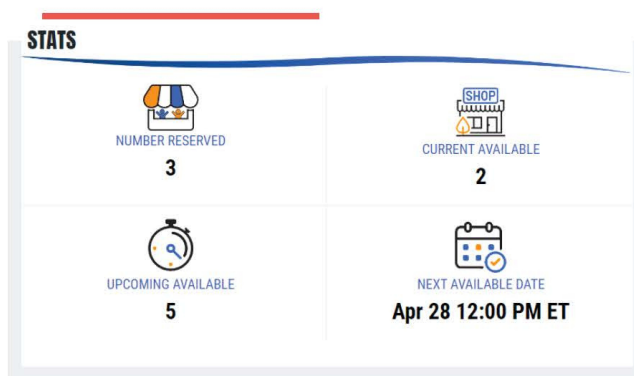 STATS
SHOP
NUMBER RESERVED
3
CURRENT AVAILABLE
2
UPCOMING AVAILABLE
5
NEXT AVAILABLE DATE
Apr 28 12:00 PM ET